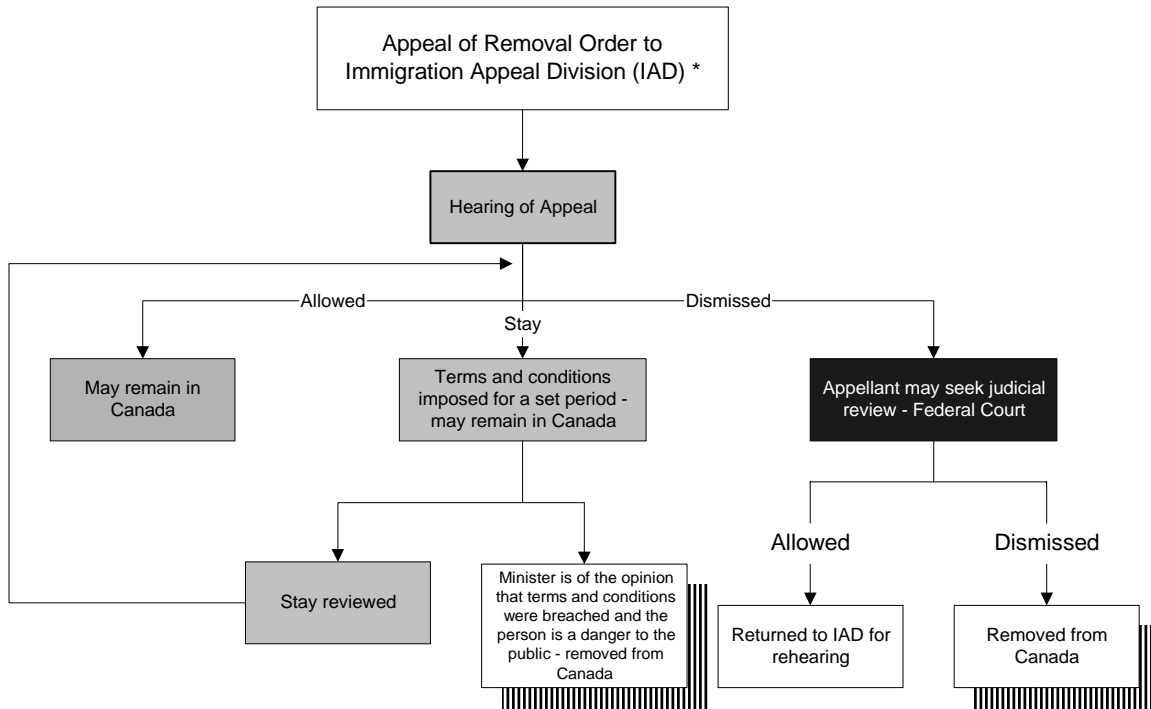 Appeal of Removal Order to
Immigration Appeal Division (IAD) *
Hearing of Appeal
Allowed
Dismissed
Stay
May remain in
Canada
Terms and conditions
imposed for a set period -
may remain in Canada
Appellant may seek judicial
review - Federal Court
Allowed
Dismissed
Stay reviewed
Minister is of the opinion
that terms and conditions
were breached and the
person is a danger to the
public - removed from
Canada
Returned to IAD for
rehearing
Removed from
Canada